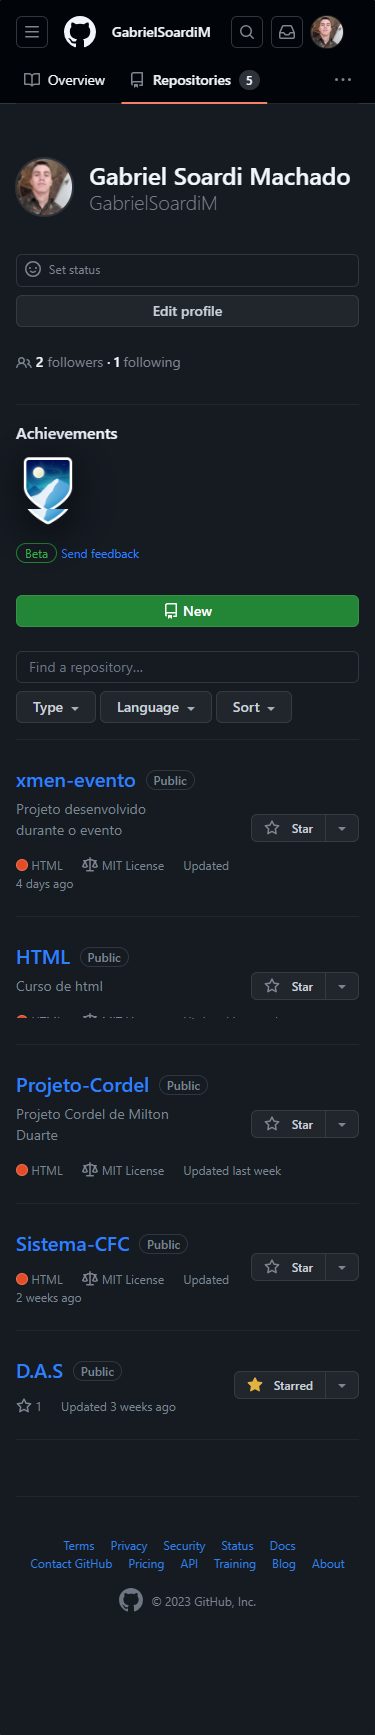 GabrielSoardiM
Overview Repositories 5 ...
Gabriel Soardi Machado
GabrielSoardiM
Set status
Edit profile
2 followers · 1 following
Achievements
Beta Send feedback
New
Find a repository...
Type Language Sort
xmen-evento Public
Projeto desenvolvido
durante o evento
Star
HTML MIT License Updated
4 days ago
HTML Public
Curso de html
Star
Projeto-Cordel Public
Projeto Cordel de Milton
Duarte
Star
HTML MIT License Updated last week
Sistema-CFC Public
Star
HTML MIT License Updated
2 weeks ago
D.A.S Public
Starred
1 Updated 3 weeks ago
Terms Privacy Security Status Docs
Contact GitHub Pricing API Training Blog About
© 2023 GitHub, Inc.